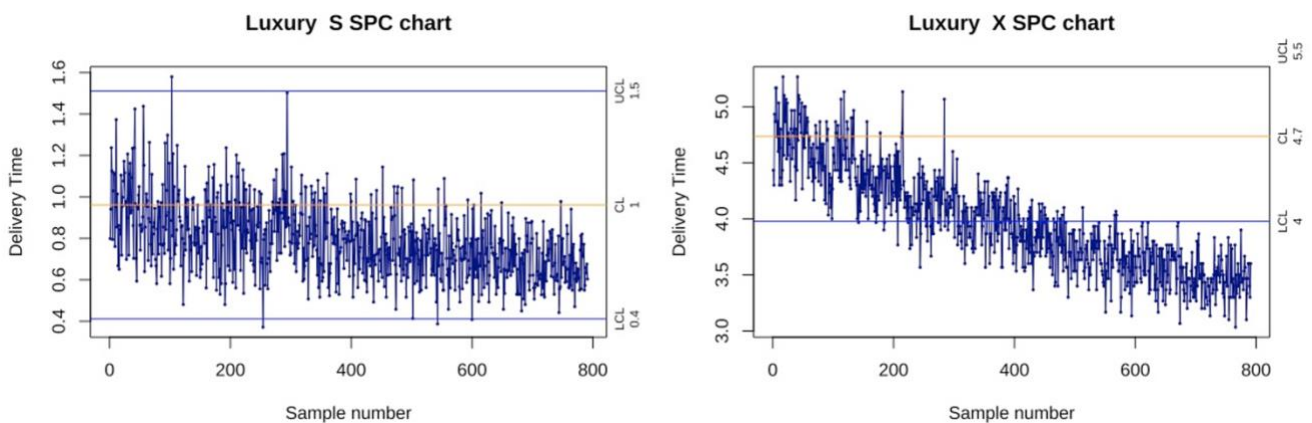 Luxury  S SPC chart
Delivery Time
1.6
1.4
1.2
1.0
0.8
0.6
0.4
UCL
1.5
CL
1
LCL
0.4
0
200
400
600
800
Sample number
Luxury  X SPC chart
Delivery Time
5.0
4.5
4.0
3.5
3.0
UCL
5.5
CL
4.7
LCL
4
0
200
400
600
800
Sample number